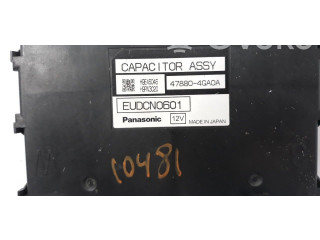 CAPACITOR ASSY
47880-4GA0A
EUDCN0601
Panasonic 12V MADE IN JAPAN
10481